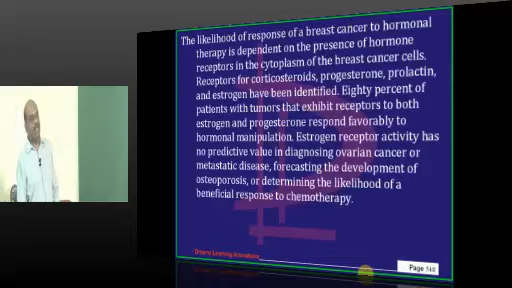 The likelihood of response of a breast cancer to hormonal
therapy is dependent on the presence of hormone
receptors in the cytoplasm of the breast cancer cells.
Receptors for corticosteroids, progesterone, prolactin,
and estrogen have been identified. Eighty percent of
patients with tumors that exhibit receptors to both
estrogen and progesterone respond favorably to
hormonal manipulation. Estrogen receptor activity has
no predictive value in diagnosing ovarian cancer or
metastatic disease, forecasting the development of
osteoporosis, or determining the likelihood of a
beneficial response to chemotherapy.
Page 148